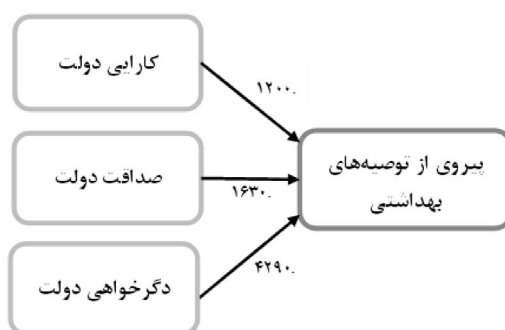 کارایی دولت
۱۲۰۰.
صداقت دولت
۱۶۳۰.
دگرخواهی دولت
۴۲۹۰.
پیروی از توصیه‌های
بهداشتی